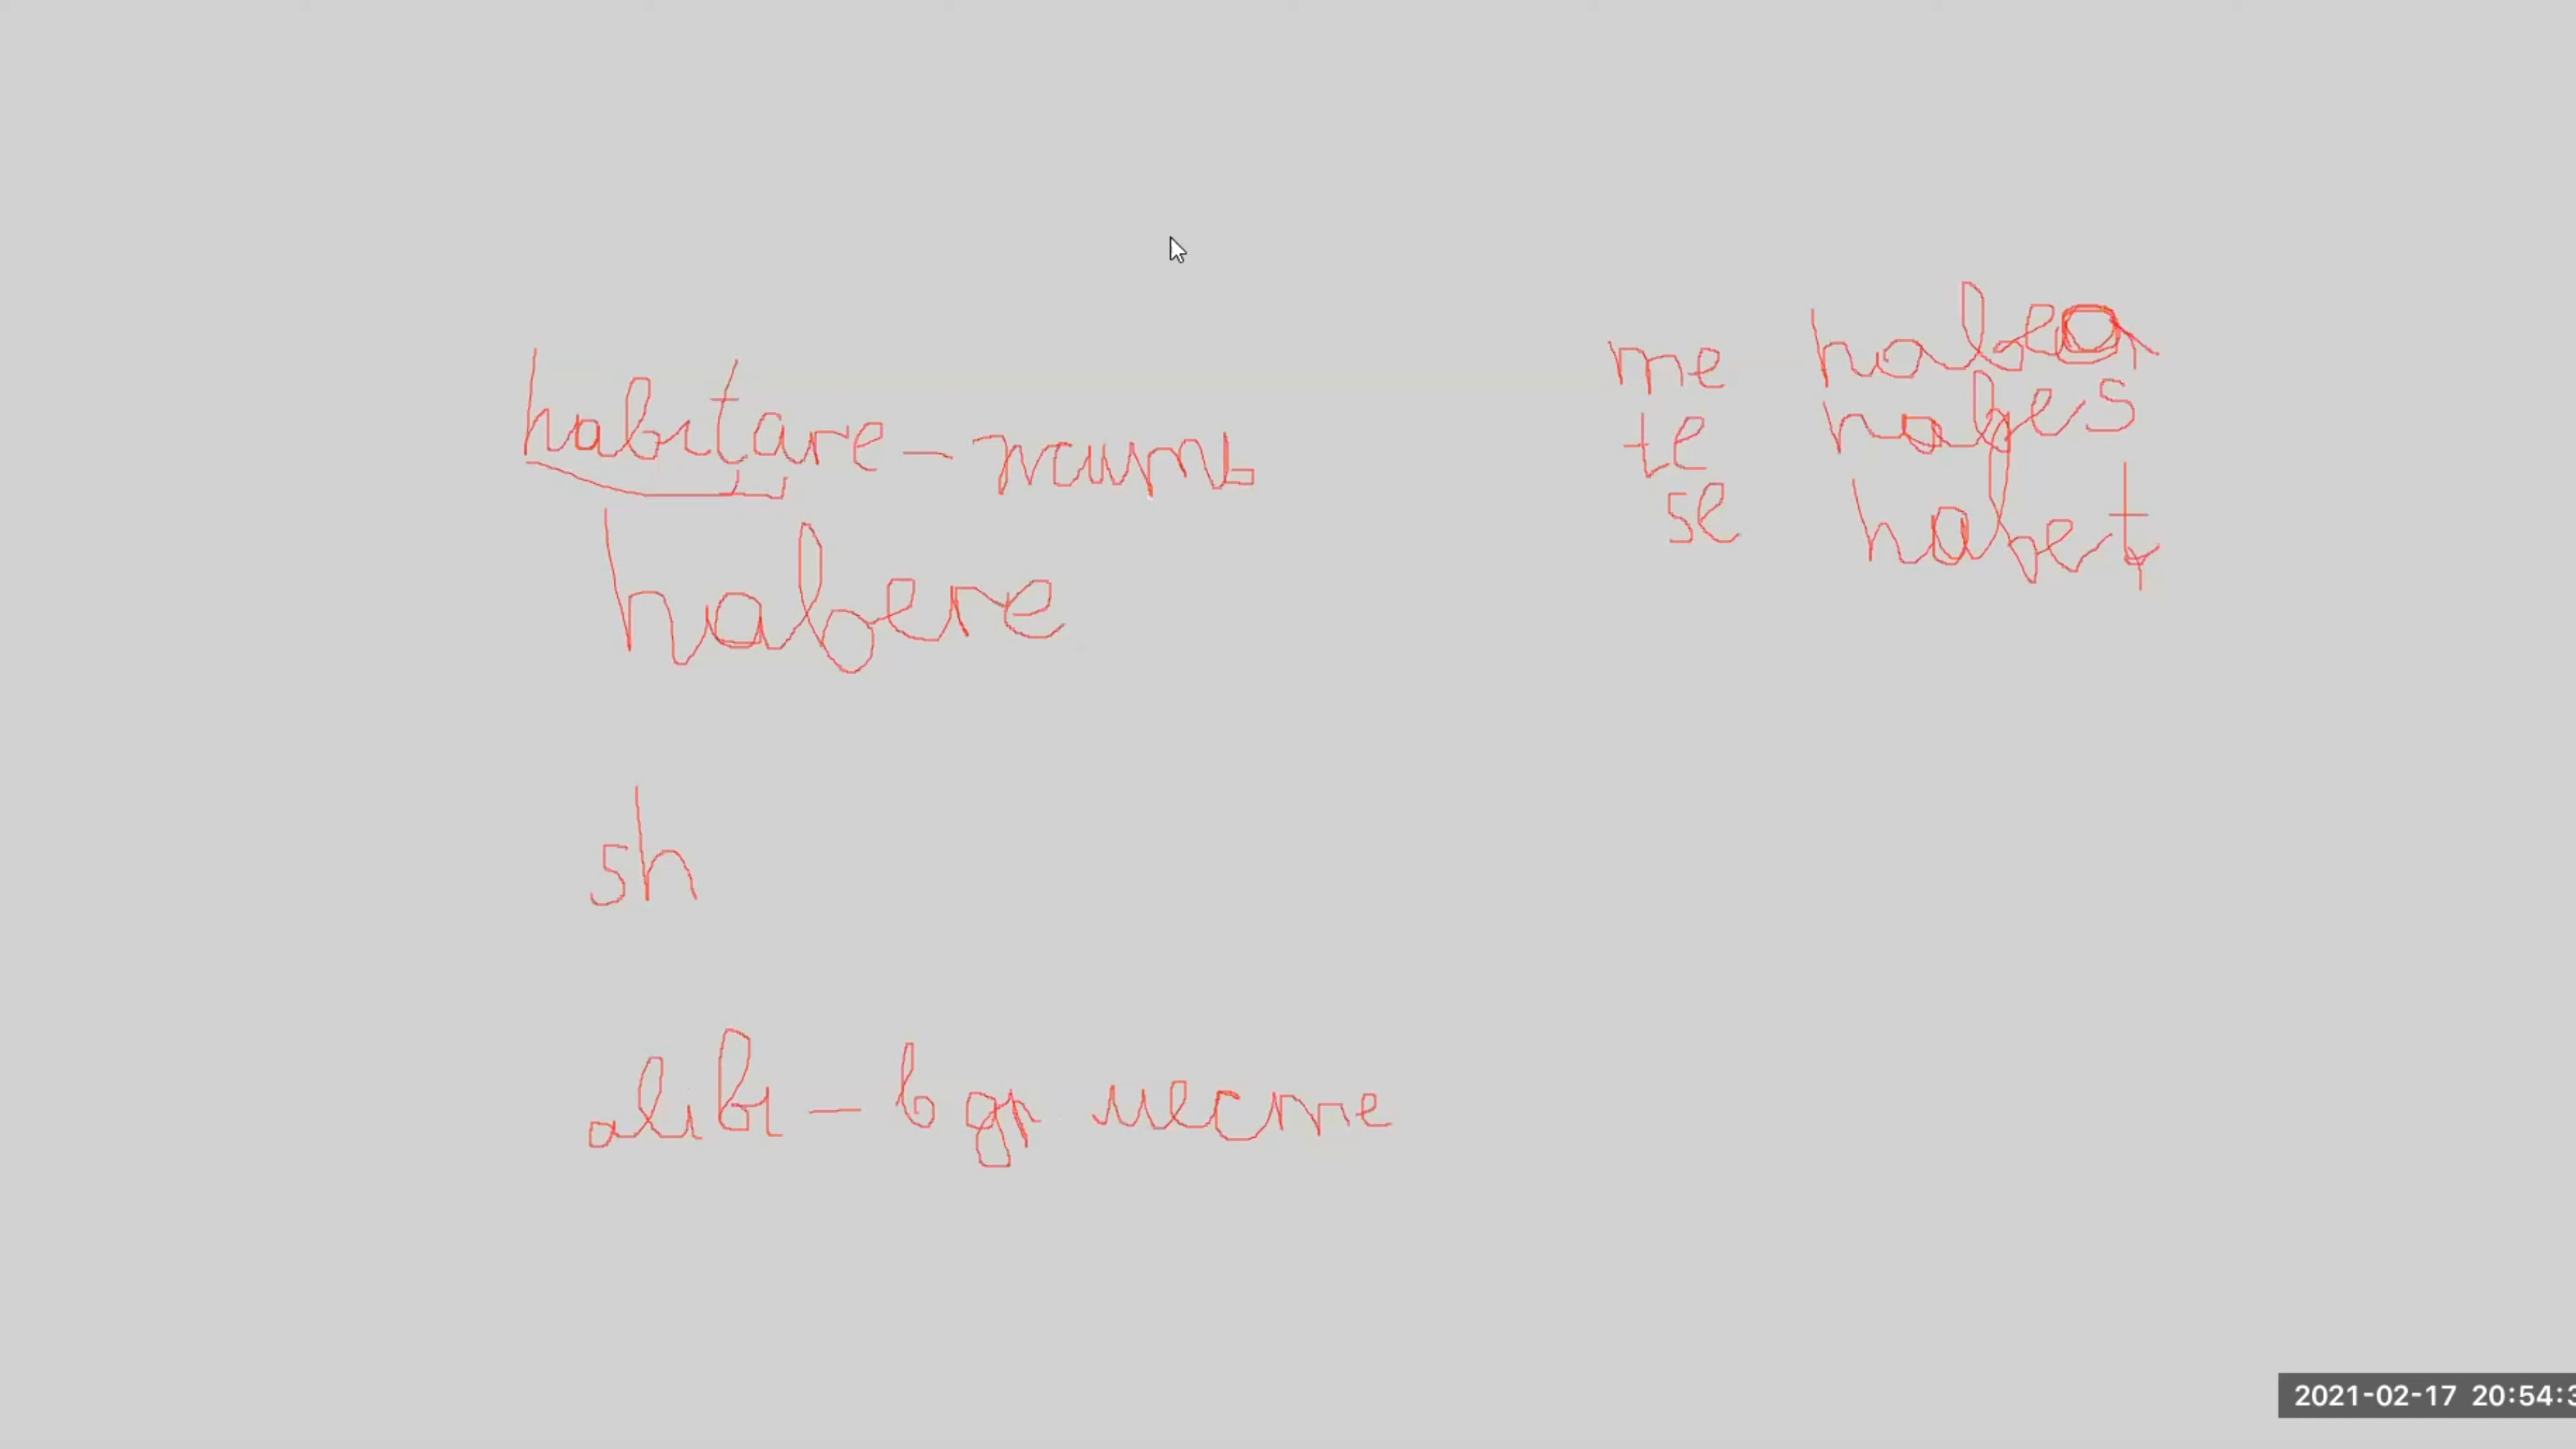 habitare – жить
habere
sh
alibi – в др месте
me habeo
te habes
se habet
2021-02-17 20:54:3